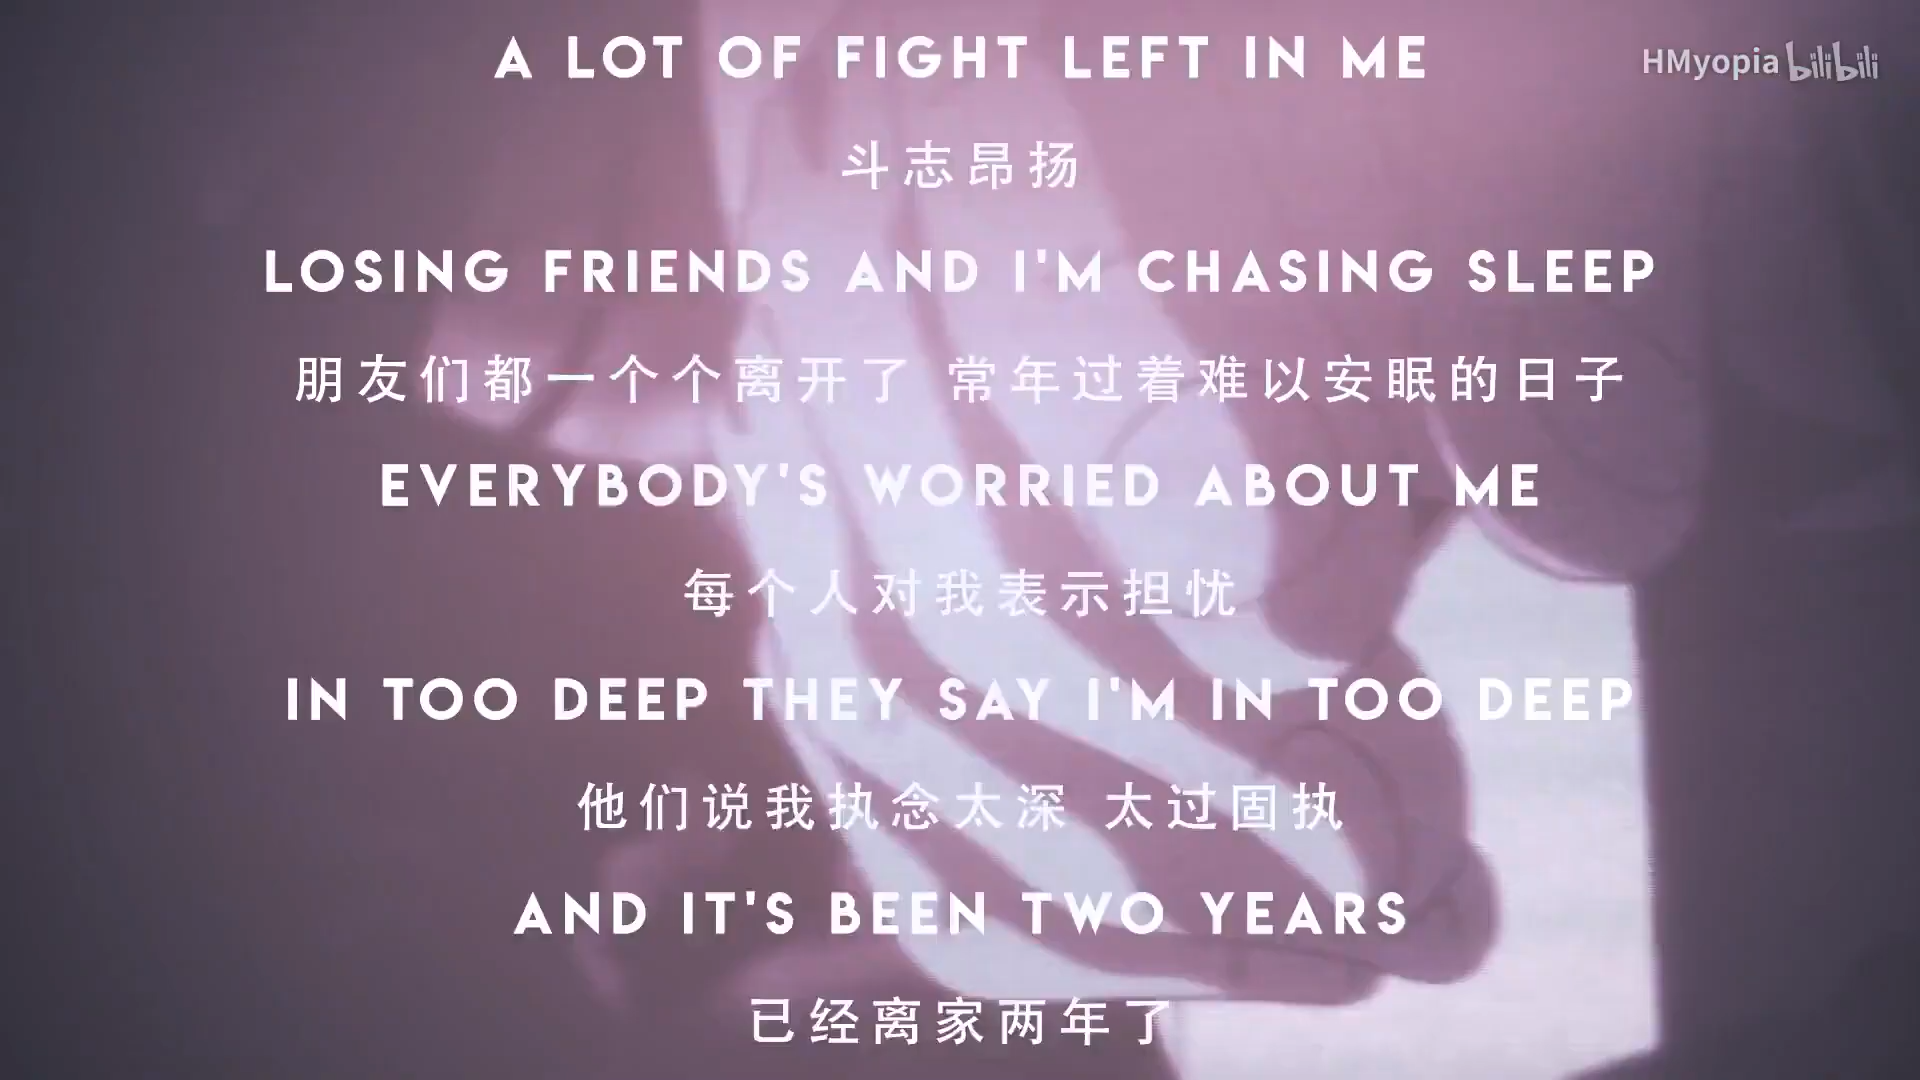 A LOT OF FIGHT LEFT IN ME
HMyopia bilibili
斗志昂扬
LOSING FRIENDS AND I'M CHASING SLEEP
朋友们都一个个离开了 常年过着难以安眠的日子
EVERYBODY'S WORRIED ABOUT ME
每个人对我表示担忧
IN TOO DEEP THEY SAY I'M IN TOO DEEP
他们说我执念太深 太过固执
AND IT'S BEEN TWO YEARS
已经离家两年了